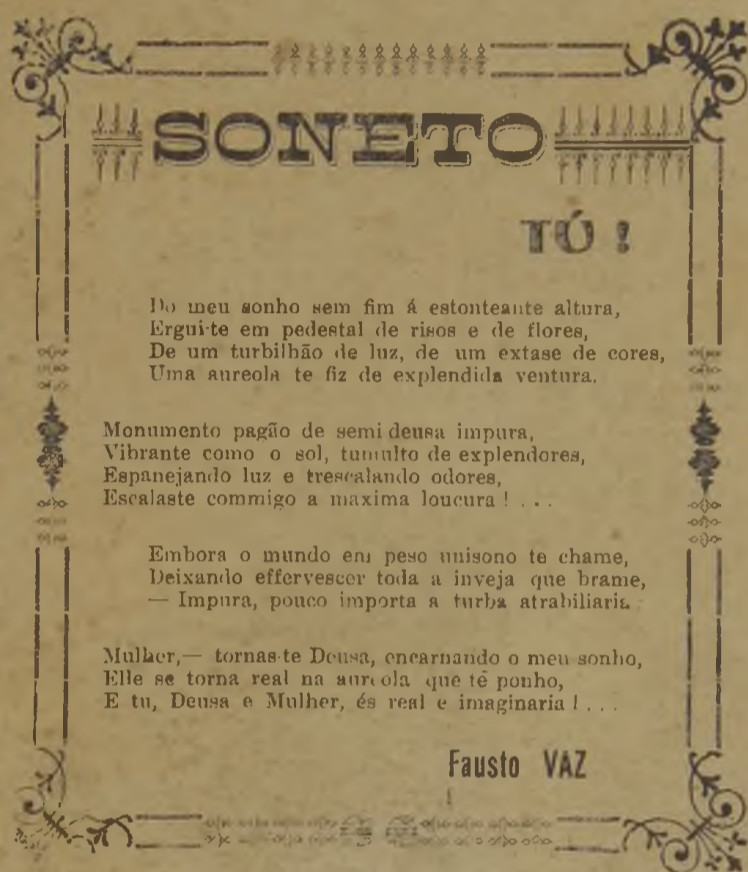 SONETO
TÚ !
Do meu sonho sem fim á estonteante altura,
Ergui-te em pedestal de risos e de flores,
De um turbilhão de luz, de um extase de cores,
Uma aureola te fiz de explendida ventura.
Monumento pagão de semi deusa impura,
Vibrante como o sol, tumulto de explendores,
Espanejando luz e trescalando odores,
Escalaste commigo a maxima loucura ! . . .
Embora o mundo em peso unisono te chame,
Deixando effervescer toda a inveja que brame,
— Impura, pouco importa a turba atrabiliaria
Mulher,— tornas-te Deusa, encarnando o meu sonho,
Elle se torna real na aureola que tê ponho,
E tu, Deusa e Mulher, és real e imaginaria ! . . .
Fausto VAZ